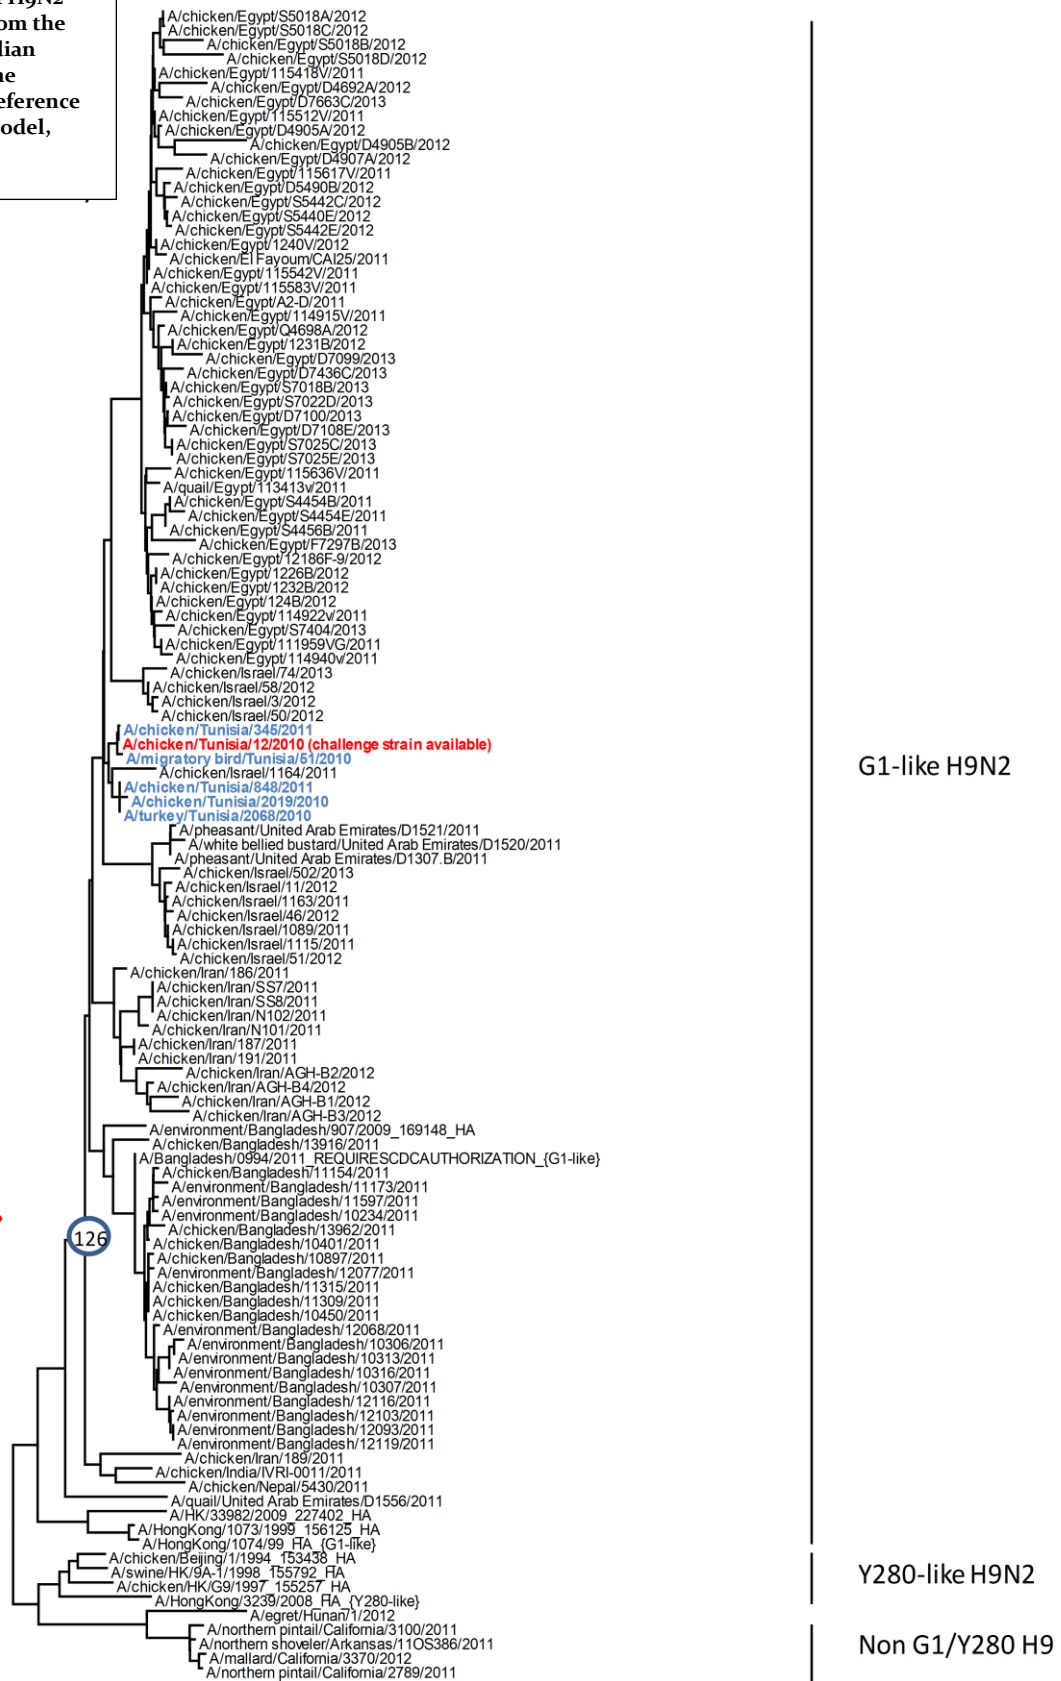 H9N2
om the
lian
he
eference
odel,
A/chicken/Egypt/S5018A/2012
A/chicken/Egypt/S5018C/2012
A/chicken/Egypt/S5018B/2012
A/chicken/Egypt/S5018D/2012
A/chicken/Egypt/115418V/2011
A/chicken/Egypt/D4692A/2012
A/chicken/Egypt/D7663C/2013
A/chicken/Egypt/115512V/2011
A/chicken/Egypt/D4905A/2012
A/chicken/Egypt/D4905B/2012
A/chicken/Egypt/D4907A/2012
A/chicken/Egypt/115617V/2011
A/chicken/Egypt/D5490B/2012
A/chicken/Egypt/S5442C/2012
A/chicken/Egypt/S5440E/2012
A/chicken/Egypt/S5442E/2012
A/chicken/Egypt/1240V/2012
A/chicken/El Fayoum/CAI25/2011
A/chicken/Egypt/115542V/2011
A/chicken/Egypt/115583V/2011
A/chicken/Egypt/A2-D/2011
A/chicken/Egypt/114915V/2011
A/chicken/Egypt/Q4698A/2012
A/chicken/Egypt/1231B/2012
A/chicken/Egypt/D7099/2013
A/chicken/Egypt/D7436C/2013
A/chicken/Egypt/S7018B/2013
A/chicken/Egypt/S7022D/2013
A/chicken/Egypt/D7100/2013
A/chicken/Egypt/D7108E/2013
A/chicken/Egypt/S7025C/2013
A/chicken/Egypt/S7025E/2013
A/chicken/Egypt/115636V/2011
A/quail/Egypt/113413v/2011
A/chicken/Egypt/S4454B/2011
A/chicken/Egypt/S4454E/2011
A/chicken/Egypt/S4456B/2011
A/chicken/Egypt/F7297B/2013
A/chicken/Egypt/12186F-9/2012
A/chicken/Egypt/1226B/2012
A/chicken/Egypt/1232B/2012
A/chicken/Egypt/124B/2012
A/chicken/Egypt/114922v/2011
A/chicken/Egypt/S7404/2013
A/chicken/Egypt/111959VG/2011
A/chicken/Egypt/114940v/2011
A/chicken/Israel/74/2013
A/chicken/Israel/58/2012
A/chicken/Israel/3/2012
A/chicken/Israel/50/2012
A/chicken/Tunisia/345/2011
A/chicken/Tunisia/12/2010 (challenge strain available)
A/migratory bird/Tunisia/51/2010
A/chicken/Israel/1164/2011
A/chicken/Tunisia/848/2011
A/chicken/Tunisia/2019/2010
A/turkey/Tunisia/2068/2010
A/pheasant/United Arab Emirates/D1521/2011
A/white bellied bustard/United Arab Emirates/D1520/2011
A/pheasant/United Arab Emirates/D1307.B/2011
A/chicken/Israel/502/2013
A/chicken/Israel/11/2012
A/chicken/Israel/1163/2011
A/chicken/Israel/46/2012
A/chicken/Israel/1089/2011
A/chicken/Israel/1115/2011
A/chicken/Israel/51/2012
A/chicken/Iran/186/2011
A/chicken/Iran/SS7/2011
A/chicken/Iran/SS8/2011
A/chicken/Iran/N102/2011
A/chicken/Iran/N101/2011
A/chicken/Iran/187/2011
A/chicken/Iran/191/2011
A/chicken/Iran/AGH-B2/2012
A/chicken/Iran/AGH-B4/2012
A/chicken/Iran/AGH-B1/2012
A/chicken/Iran/AGH-B3/2012
A/environment/Bangladesh/907/2009_169148_HA
A/chicken/Bangladesh/13916/2011
A/Bangladesh/0994/2011_REQUIRESCDCAUTHORIZATION_{G1-like}
A/chicken/Bangladesh/11154/2011
A/environment/Bangladesh/11173/2011
A/environment/Bangladesh/11597/2011
A/environment/Bangladesh/10234/2011
A/chicken/Bangladesh/13962/2011
A/chicken/Bangladesh/10401/2011
A/chicken/Bangladesh/10897/2011
A/environment/Bangladesh/12077/2011
A/chicken/Bangladesh/11315/2011
A/chicken/Bangladesh/11309/2011
A/chicken/Bangladesh/10450/2011
A/environment/Bangladesh/12068/2011
A/environment/Bangladesh/10306/2011
A/environment/Bangladesh/10313/2011
A/environment/Bangladesh/10316/2011
A/environment/Bangladesh/10307/2011
A/environment/Bangladesh/12116/2011
A/environment/Bangladesh/12103/2011
A/environment/Bangladesh/12093/2011
A/environment/Bangladesh/12119/2011
A/chicken/Iran/189/2011
A/chicken/India/IVRI-0011/2011
A/chicken/Nepal/5430/2011
A/quail/United Arab Emirates/D1556/2011
A/HK/33982/2009_227402_HA
A/HongKong/1073/1999_156125_HA
A/HongKong/1074/99_HA_{G1-like}
A/chicken/Beijing/1/1994_153438_HA
A/swine/HK/9A-1/1998_155792_HA
A/chicken/HK/G9/1997_155257_HA
A/HongKong/3239/2008_HA_{Y280-like}
A/egret/Hunan/1/2012
A/northern pintail/California/3100/2011
A/northern shoveler/Arkansas/11OS386/2011
A/mallard/California/3370/2012
A/northern pintail/California/2789/2011
126
G1-like H9N2
Y280-like H9N2
Non G1/Y280 H9